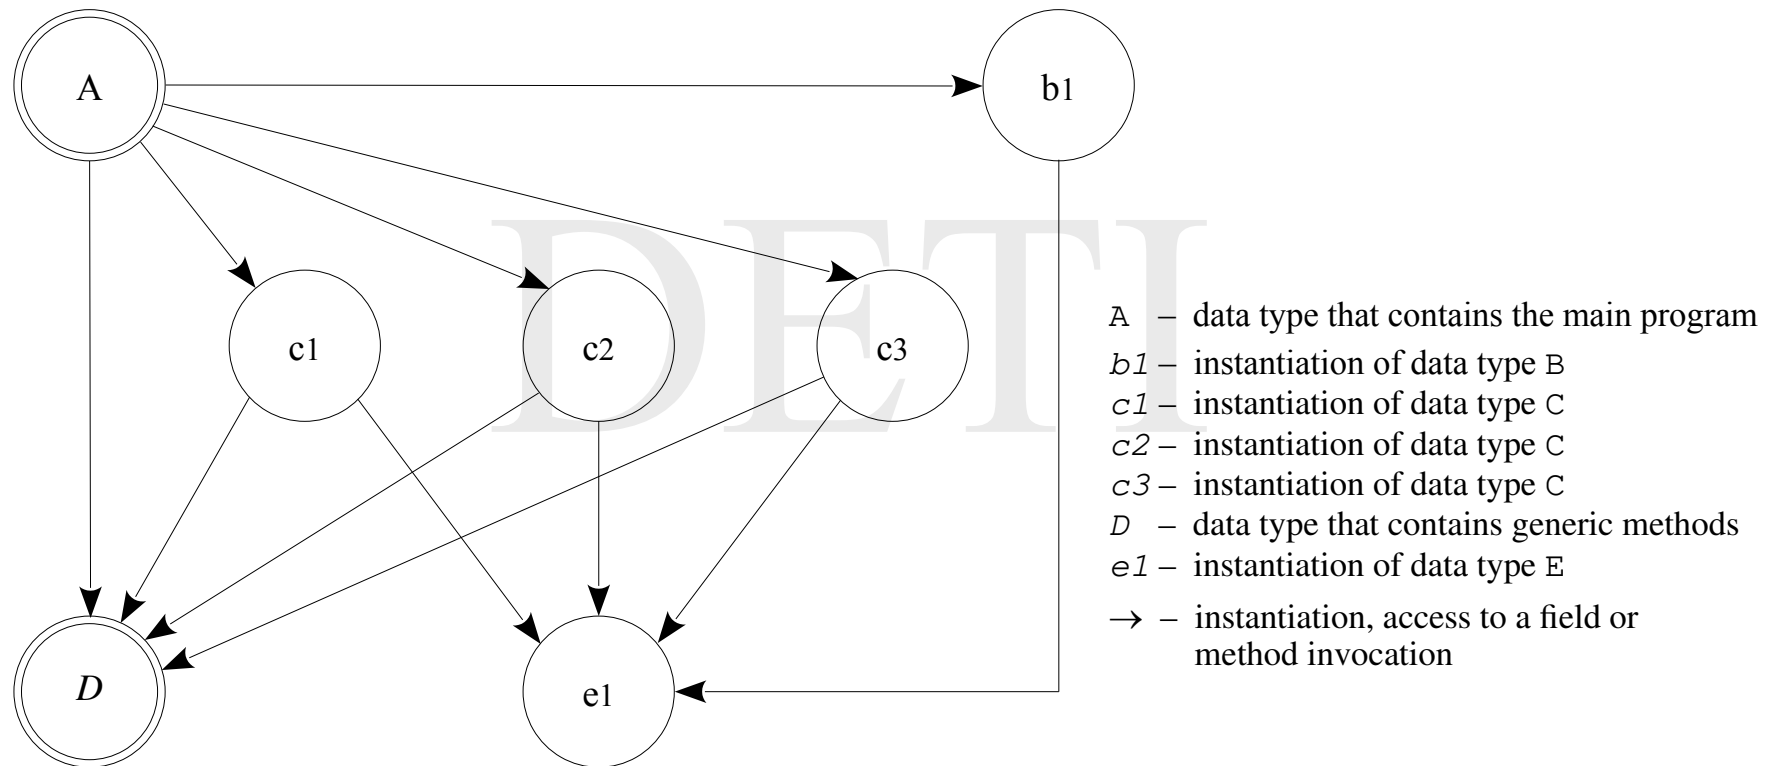 A
b1
DETI
c1
c2
c3
D
e1
A – data type that contains the main program
b1 – instantiation of data type B
c1 – instantiation of data type C
c2 – instantiation of data type C
c3 – instantiation of data type C
D – data type that contains generic methods
e1 – instantiation of data type E
→ – instantiation, access to a field or
method invocation